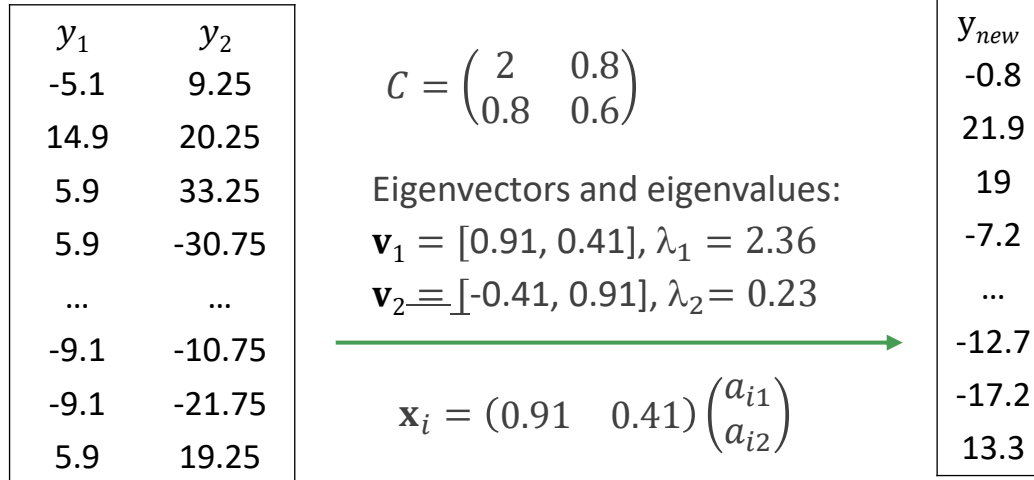 y₁ y₂
-5.1 9.25
14.9 20.25
5.9 33.25
5.9 -30.75
... ...
-9.1 -10.75
-9.1 -21.75
5.9 19.25
C = (2 0.8
0.8 0.6)
Eigenvectors and eigenvalues:
v₁ = [0.91, 0.41], λ₁ = 2.36
v₂ = [-0.41, 0.91], λ₂= 0.23
xᵢ = (0.91 0.41) (aᵢ₁
aᵢ₂)
yₙₑw
-0.8
21.9
19
-7.2
...
-12.7
-17.2
13.3